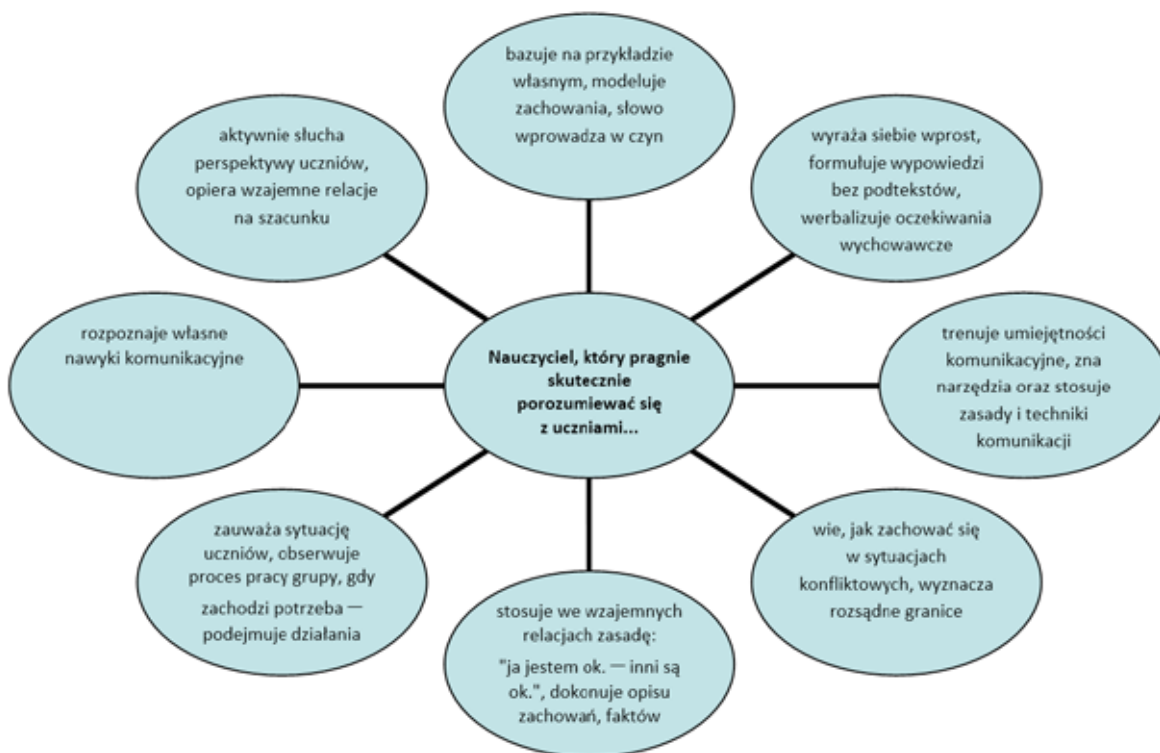 bazuje na przykładzie
własnym, modeluje
zachowania, słowo
wprowadza w czyn
aktywnie słucha
perspektywy uczniów,
opiera wzajemne relacje
na szacunku
wyraża siebie wprost,
formułuje wypowiedzi
bez podtekstów,
werbalizuje oczekiwania
wychowawcze
rozpoznaje własne
nawyki komunikacyjne
Nauczyciel, który pragnie
skutecznie
porozumiewać się
z uczniami...
trenuje umiejętności
komunikacyjne, zna
narzędzia oraz stosuje
zasady i techniki
komunikacji
zauważa sytuację
uczniów, obserwuje
proces pracy grupy, gdy
zachodzi potrzeba —
podejmuje działania
stosuje we wzajemnych
relacjach zasadę:
"ja jestem ok. — inni są
ok.", dokonuje opisu
zachowań, faktów
wie, jak zachować się
w sytuacjach
konfliktowych, wyznacza
rozsądne granice